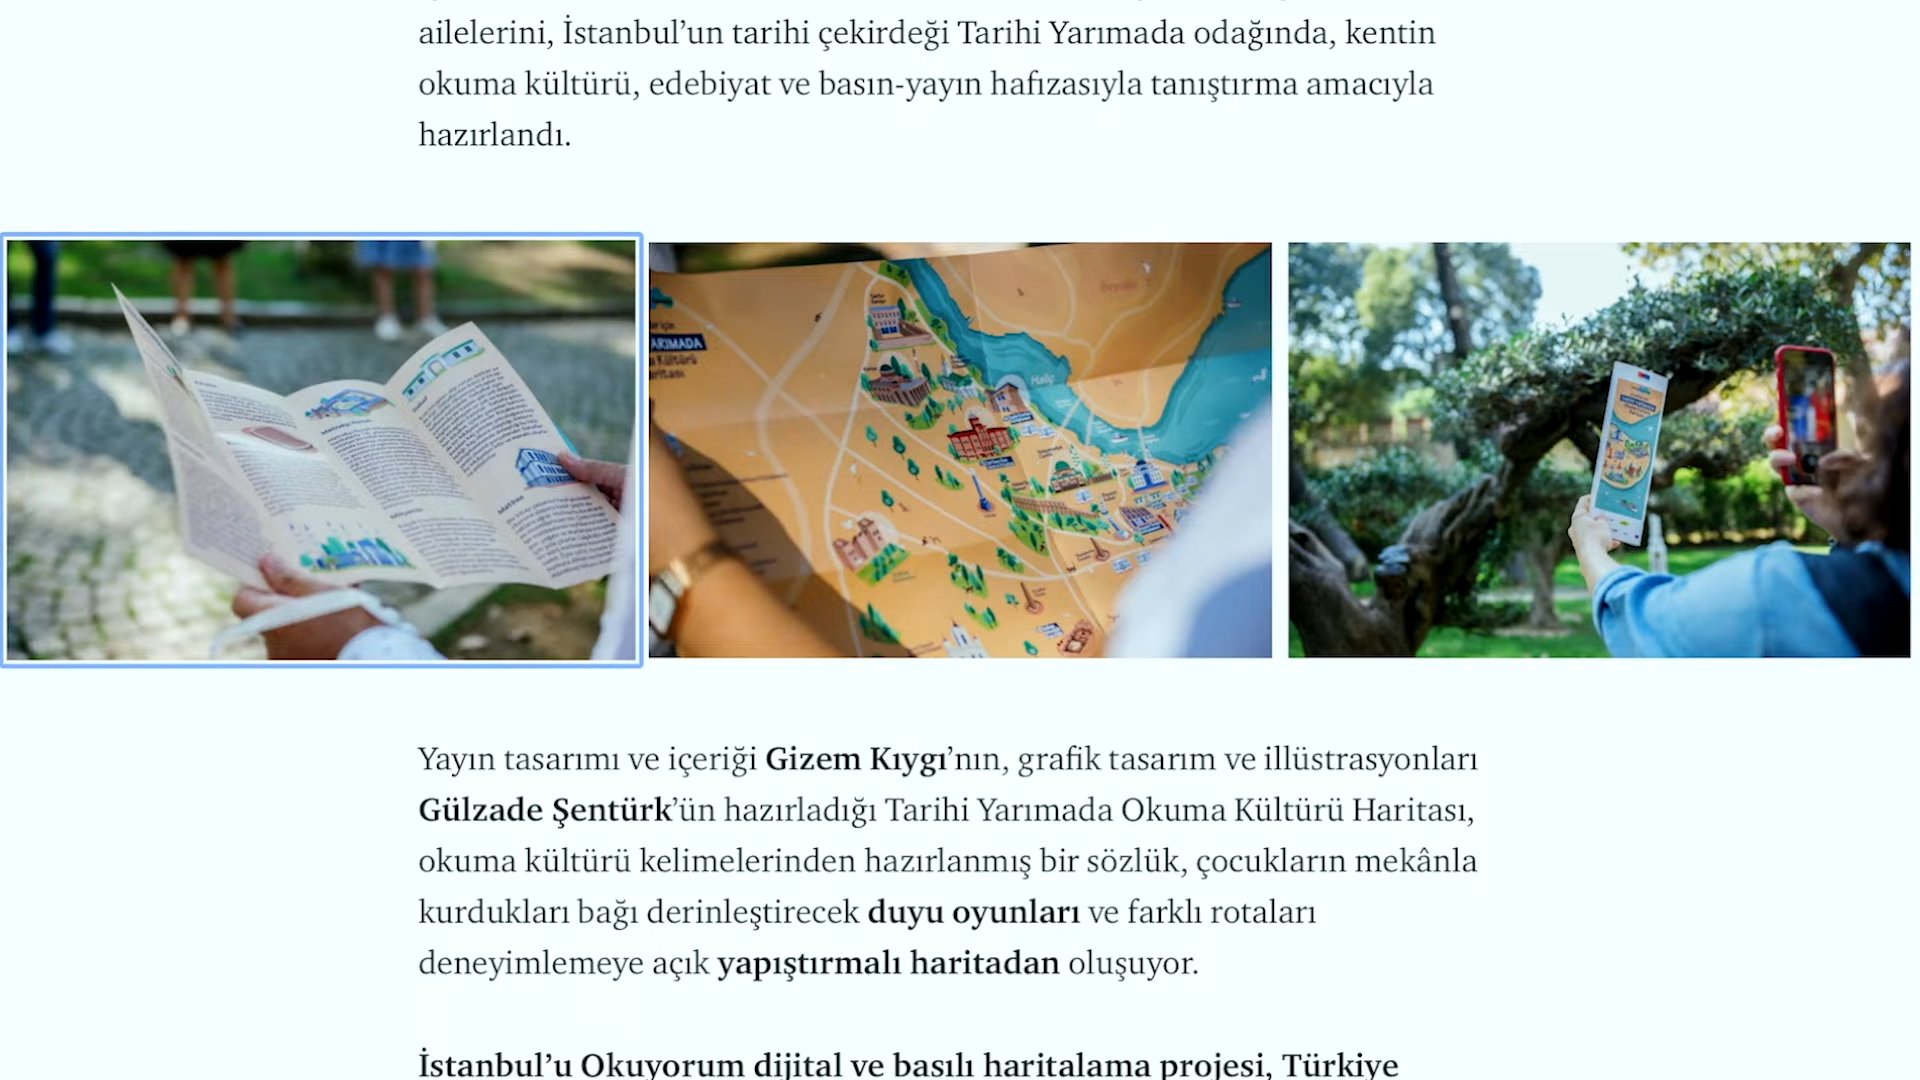 ailelerini, İstanbul’un tarihi çekirdeği Tarihi Yarımada odağında, kentin
okuma kültürü, edebiyat ve basın-yayın hafızasıyla tanıştırma amacıyla
hazırlandı.
ARIMADA
Haliç
Matbaa
Yayın tasarımı ve içeriği Gizem Kıygı’nın, grafik tasarım ve illüstrasyonları
Gülzade Şentürk’ün hazırladığı Tarihi Yarımada Okuma Kültürü Haritası,
okuma kültürü kelimelerinden hazırlanmış bir sözlük, çocukların mekânla
kurdukları bağı derinleştirecek duyu oyunları ve farklı rotaları
deneyimlemeye açık yapıştırmalı haritadan oluşuyor.
İstanbul’u Okuyorum dijital ve basılı haritalama projesi, Türkiye